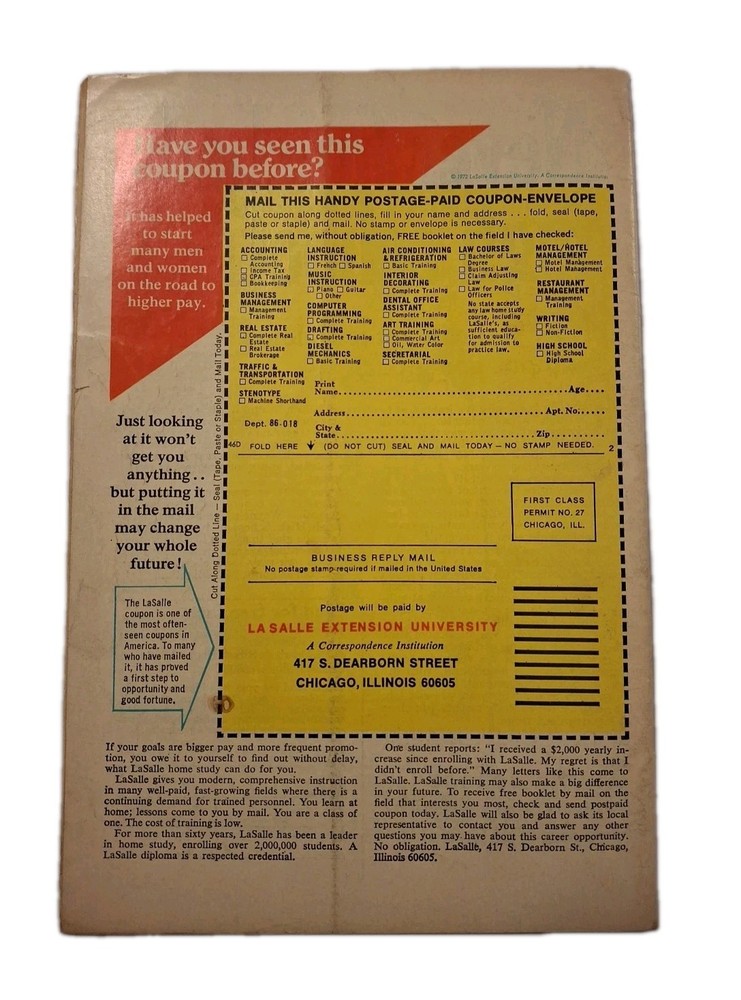 Have you seen this
coupon before?
© 1972 LaSalle Extension University, A Correspondence Institution
It has helped
to start
many men
and women
on the road to
higher pay.
Just looking
at it won't
get you
anything . .
but putting it
in the mail
may change
your whole
future!
The LaSalle
coupon is one of
the most often-
seen coupons in
America. To many
who have mailed
it, it has proved
a first step to
opportunity and
good fortune.
Cut Along Dotted Line — Seal (Tape, Paste or Staple) and Mail Today.
MAIL THIS HANDY POSTAGE-PAID COUPON-ENVELOPE
Cut coupon along dotted lines, fill in your name and address . . . fold, seal (tape,
paste or staple) and mail. No stamp or envelope is necessary.
Please send me, without obligation, FREE booklet on the field I have checked:
ACCOUNTING
☐ Complete
Accounting
☐ Income Tax
☐ CPA Training
☐ Bookkeeping
BUSINESS
MANAGEMENT
☐ Management
Training
REAL ESTATE
☐ Complete Real
Estate
☐ Real Estate
Brokerage
TRAFFIC &
TRANSPORTATION
☐ Complete Training
STENOTYPE
☐ Machine Shorthand
LANGUAGE
INSTRUCTION
☐ French ☐ Spanish
MUSIC
INSTRUCTION
☐ Piano ☐ Guitar
☐ Other
COMPUTER
PROGRAMMING
☐ Complete Training
DRAFTING
☐ Complete Training
DIESEL
MECHANICS
☐ Basic Training
AIR CONDITIONING
& REFRIGERATION
☐ Basic Training
INTERIOR
DECORATING
☐ Complete Training
DENTAL OFFICE
ASSISTANT
☐ Complete Training
ART TRAINING
☐ Complete Training
☐ Commercial Art
☐ Oil, Water Color
SECRETARIAL
☐ Complete Training
LAW COURSES
☐ Bachelor of Laws
Degree
☐ Business Law
☐ Claim Adjusting
Law
☐ Law for Police
Officers
No state accepts
any law home study
course, including
LaSalle's, as
sufficient educa-
tion to qualify
for admission to
practice law.
MOTEL/HOTEL
MANAGEMENT
☐ Motel Management
☐ Hotel Management
RESTAURANT
MANAGEMENT
☐ Management
Training
WRITING
☐ Fiction
☐ Non-Fiction
HIGH SCHOOL
☐ High School
Diploma
Print
Name............Age....
Address............Apt. No.....
Dept. 86-018
City &
State............Zip..........
46D FOLD HERE (DO NOT CUT) SEAL AND MAIL TODAY — NO STAMP NEEDED. 2
FIRST CLASS
PERMIT NO. 27
CHICAGO, ILL.
BUSINESS REPLY MAIL
No postage stamp required if mailed in the United States
Postage will be paid by
LA SALLE EXTENSION UNIVERSITY
A Correspondence Institution
417 S. DEARBORN STREET
CHICAGO, ILLINOIS 60605
If your goals are bigger pay and more frequent promo-
tion, you owe it to yourself to find out without delay,
what LaSalle home study can do for you.
LaSalle gives you modern, comprehensive instruction
in many well-paid, fast-growing fields where there is a
continuing demand for trained personnel. You learn at
home; lessons come to you by mail. You are a class of
one. The cost of training is low.
For more than sixty years, LaSalle has been a leader
in home study, enrolling over 2,000,000 students. A
LaSalle diploma is a respected credential.
One student reports: "I received a $2,000 yearly in-
crease since enrolling with LaSalle. My regret is that I
didn't enroll before." Many letters like this come to
LaSalle. LaSalle training may also make a big difference
in your future. To receive free booklet by mail on the
field that interests you most, check and send postpaid
coupon today. LaSalle will also be glad to ask its local
representative to contact you and answer any other
questions you may have about this career opportunity.
No obligation. LaSalle, 417 S. Dearborn St., Chicago,
Illinois 60605.